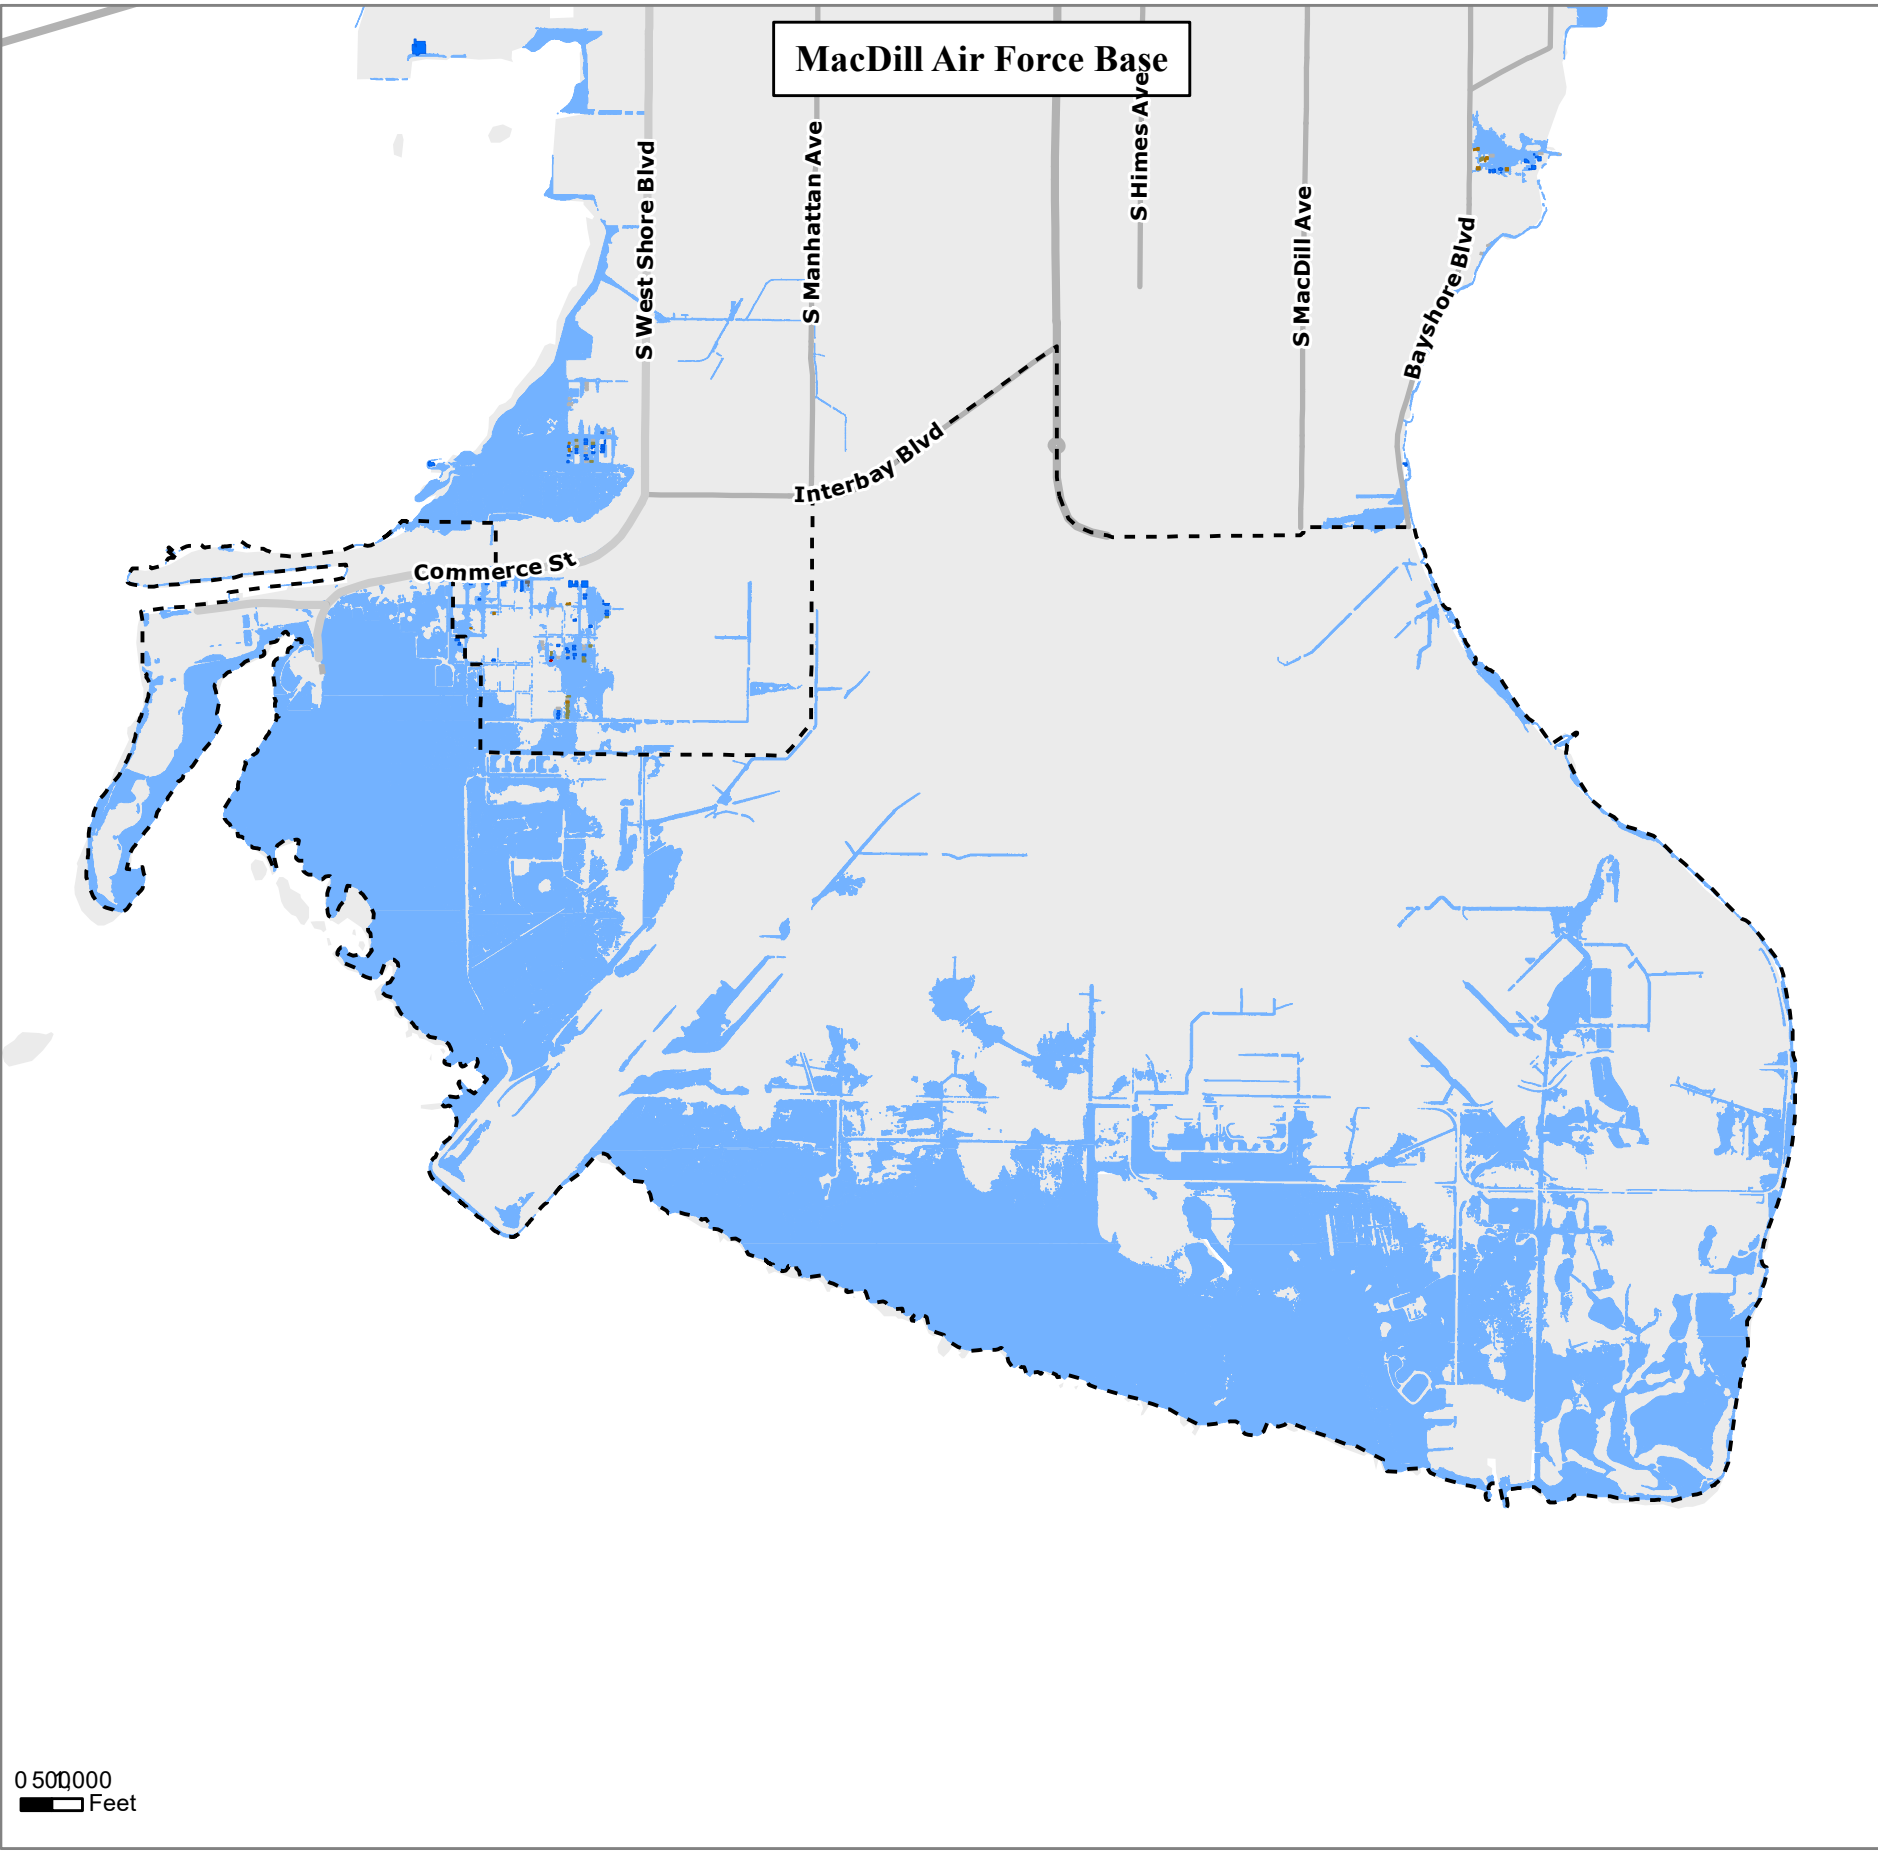 MacDill Air Force Base
S West Shore Blvd
S Manhattan Ave
S Himes Ave
S MacDill Ave
Bayshore Blvd
Interbay Blvd
Commerce St
0 500 1,000
Feet